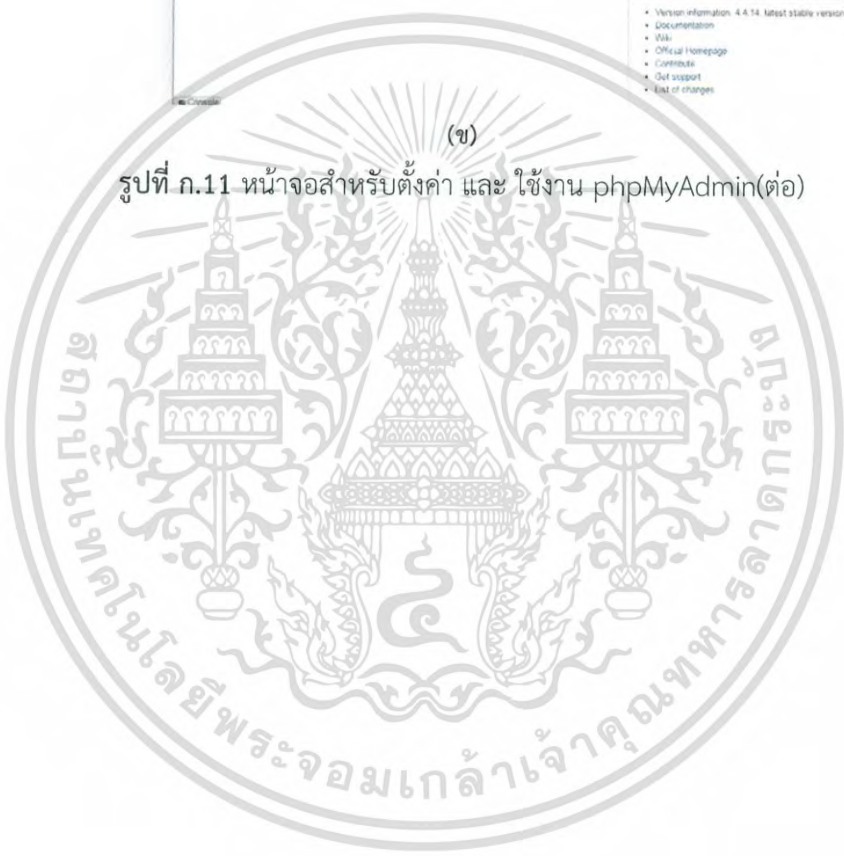 • Version information: 4.4.14, latest stable version
• Documentation
• Wiki
• Official Homepage
• Contribute
• Get support
• List of changes
Console
(ข)
รูปที่ ก.11 หน้าจอสำหรับตั้งค่า และ ใช้งาน phpMyAdmin(ต่อ)
สถาบันเทคโนโลยีพระจอมเกล้าเจ้าคุณทหารลาดกระบัง
๔